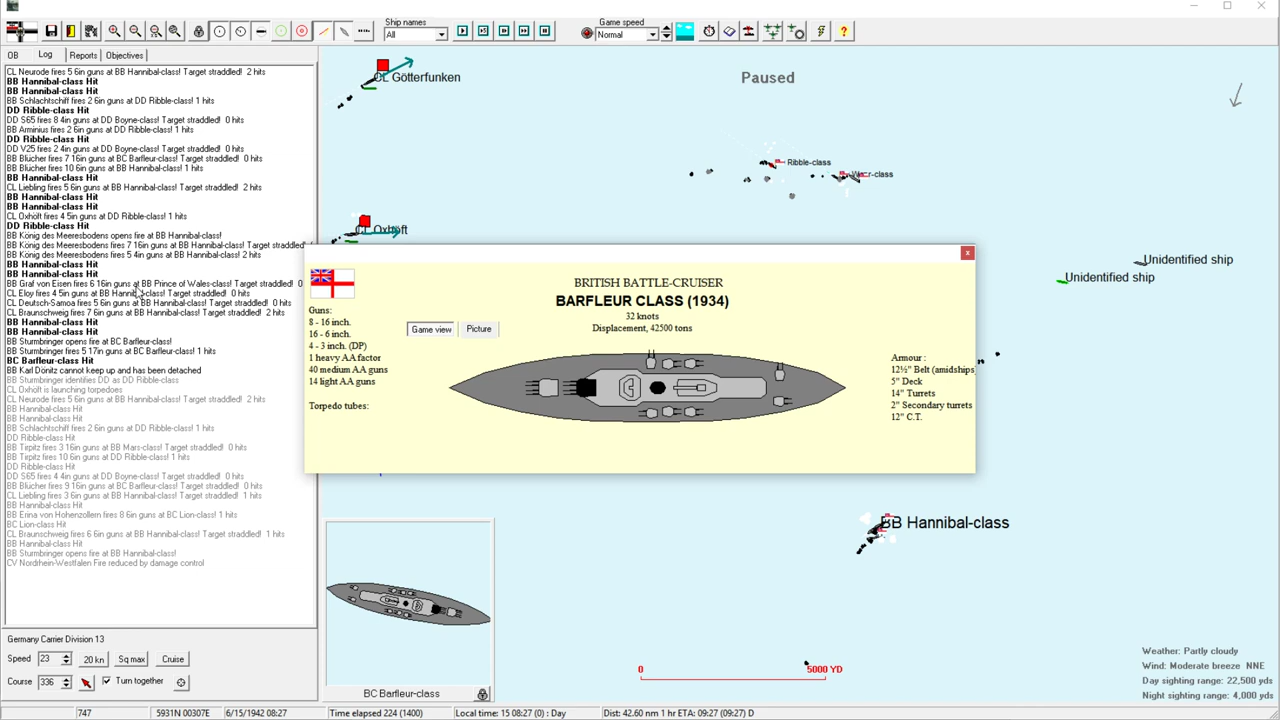 Ship names
Game speed
All
Normal
OB
Log
Reports
Objectives
CL Neurode fires 5 6in guns at BB Hannibal-class! Target straddled! 2 hits
BB Hannibal-class Hit
BB Hannibal-class Hit
BB Schlachtschiff fires 2 6in guns at DD Ribble-class! 1 hits
DD Ribble-class Hit
DD S65 fires 8 4in guns at DD Boyne-class! Target straddled! 0 hits
BB Arminius fires 2 6in guns at DD Ribble-class! 1 hits
DD Ribble-class Hit
DD V25 fires 2 4in guns at DD Boyne-class! Target straddled! 0 hits
BB Blücher fires 7 16in guns at BC Barfleur-class! Target straddled! 0 hits
BB Blücher fires 10 6in guns at BB Hannibal-class! 1 hits
BB Hannibal-class Hit
CL Liebling fires 5 6in guns at BB Hannibal-class! Target straddled! 2 hits
BB Hannibal-class Hit
BB Hannibal-class Hit
CL Oxhöft fires 4 5in guns at DD Ribble-class! 1 hits
DD Ribble-class Hit
BB König des Meeresbodens opens fire at BB Hannibal-class!
BB König des Meeresbodens fires 7 16in guns at BB Hannibal-class! Target straddled!
BB König des Meeresbodens fires 5 4in guns at BB Hannibal-class! 2 hits
BB Hannibal-class Hit
BB Hannibal-class Hit
BB Graf von Eisen fires 6 16in guns at BB Prince of Wales-class! Target straddled! 0
CL Eloy fires 4 5in guns at BB Hannibal-class! Target straddled! 0 hits
CL Deutsch-Samoa fires 5 6in guns at BB Hannibal-class! Target straddled! 0 hits
CL Braunschweig fires 7 6in guns at BB Hannibal-class! Target straddled! 2 hits
BB Hannibal-class Hit
BB Hannibal-class Hit
BB Sturmbringer opens fire at BC Barfleur-class!
BB Sturmbringer fires 5 17in guns at BC Barfleur-class! 1 hits
BC Barfleur-class Hit
BB Karl Dönitz cannot keep up and has been detached
BB Sturmbringer identifies DD as DD Ribble-class
CL Oxhöft is launching torpedoes
CL Neurode fires 5 6in guns at BB Hannibal-class! Target straddled! 2 hits
BB Hannibal-class Hit
BB Hannibal-class Hit
BB Schlachtschiff fires 2 6in guns at DD Ribble-class! 1 hits
DD Ribble-class Hit
BB Tirpitz fires 3 16in guns at BB Mars-class! Target straddled! 0 hits
BB Tirpitz fires 10 6in guns at DD Ribble-class! 1 hits
DD Ribble-class Hit
DD S65 fires 4 4in guns at DD Boyne-class! Target straddled! 0 hits
BB Blücher fires 9 16in guns at BC Barfleur-class! Target straddled! 0 hits
CL Liebling fires 3 6in guns at BB Hannibal-class! Target straddled! 1 hits
BB Hannibal-class Hit
BB Erina von Hohenzollern fires 8 6in guns at BC Lion-class! 1 hits
BC Lion-class Hit
CL Braunschweig fires 6 6in guns at BB Hannibal-class! Target straddled! 1 hits
BB Hannibal-class Hit
BB Sturmbringer opens fire at BB Hannibal-class!
CV Nordrhein-Westfalen Fire reduced by damage control
CL Götterfunken
Paused
Ribble-class
CL Oxhöft
Unidentified ship
Unidentified ship
BRITISH BATTLE-CRUISER
BARFLEUR CLASS (1934)
32 knots
Displacement, 42500 tons
Guns:
8 - 16 inch.
16 - 6 inch.
4 - 3 inch. (DP)
1 heavy AA factor
40 medium AA guns
14 light AA guns
Torpedo tubes:
Game view
Picture
Armour :
12½" Belt (amidships)
5" Deck
14" Turrets
2" Secondary turrets
12" C.T.
BB Hannibal-class
BC Barfleur-class
0
5000 YD
Weather: Partly cloudy
Wind: Moderate breeze NNE
Day sighting range: 22,500 yds
Night sighting range: 4,000 yds
Germany Carrier Division 13
Speed
23
20 kn
Sq max
Cruise
Course
336
Turn together
747
5931N 00307E
6/15/1942 08:27
Time elapsed 224 (1400)
Local time: 15 08:27 (0) : Day
Dist: 42.60 nm 1 hr ETA: 09:27 (09:27) D